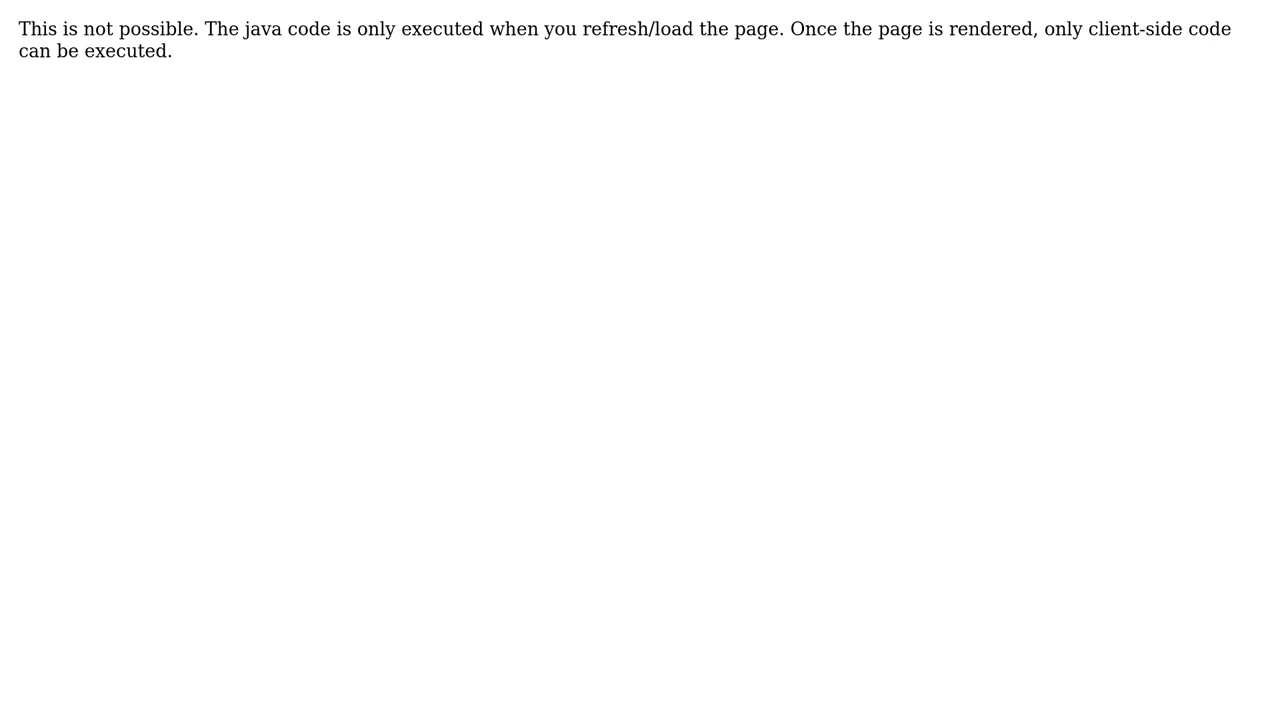 This is not possible. The java code is only executed when you refresh/load the page. Once the page is rendered, only client-side code
can be executed.